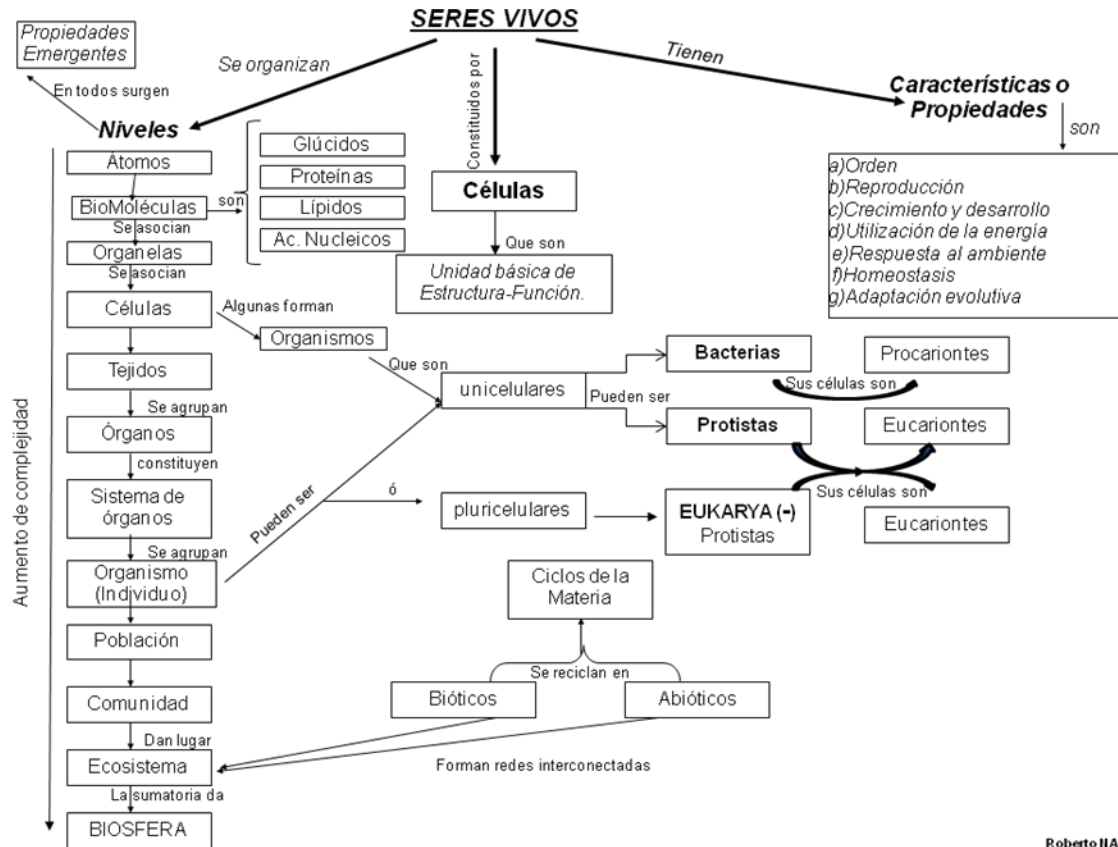 SERES VIVOS
Propiedades
Emergentes
Se organizan
Constituidos por
Tienen
Características o
Propiedades
En todos surgen
Niveles
son
Átomos
BioMoléculas
son
Glúcidos
Proteínas
Lípidos
Ac. Nucleicos
Células
Que son
Unidad básica de
Estructura-Función.
a)Orden
b)Reproducción
c)Crecimiento y desarrollo
d)Utilización de la energía
e)Respuesta al ambiente
f)Homeostasis
g)Adaptación evolutiva
Se asocian
Organelas
Se asocian
Células
Algunas forman
Organismos
Que son
unicelulares
Pueden ser
Bacterias
Procariontes
Sus células son
Protistas
Eucariontes
Tejidos
Se agrupan
Órganos
constituyen
Sistema de
órganos
Se agrupan
Organismo
(Individuo)
Pueden ser
ó
pluricelulares
EUKARYA (-)
Protistas
Sus células son
Eucariontes
Aumento de complejidad
Población
Comunidad
Dan lugar
Ecosistema
La sumatoria da
BIOSFERA
Ciclos de la
Materia
Se reciclan en
Bióticos
Abióticos
Forman redes interconectadas
Roberto